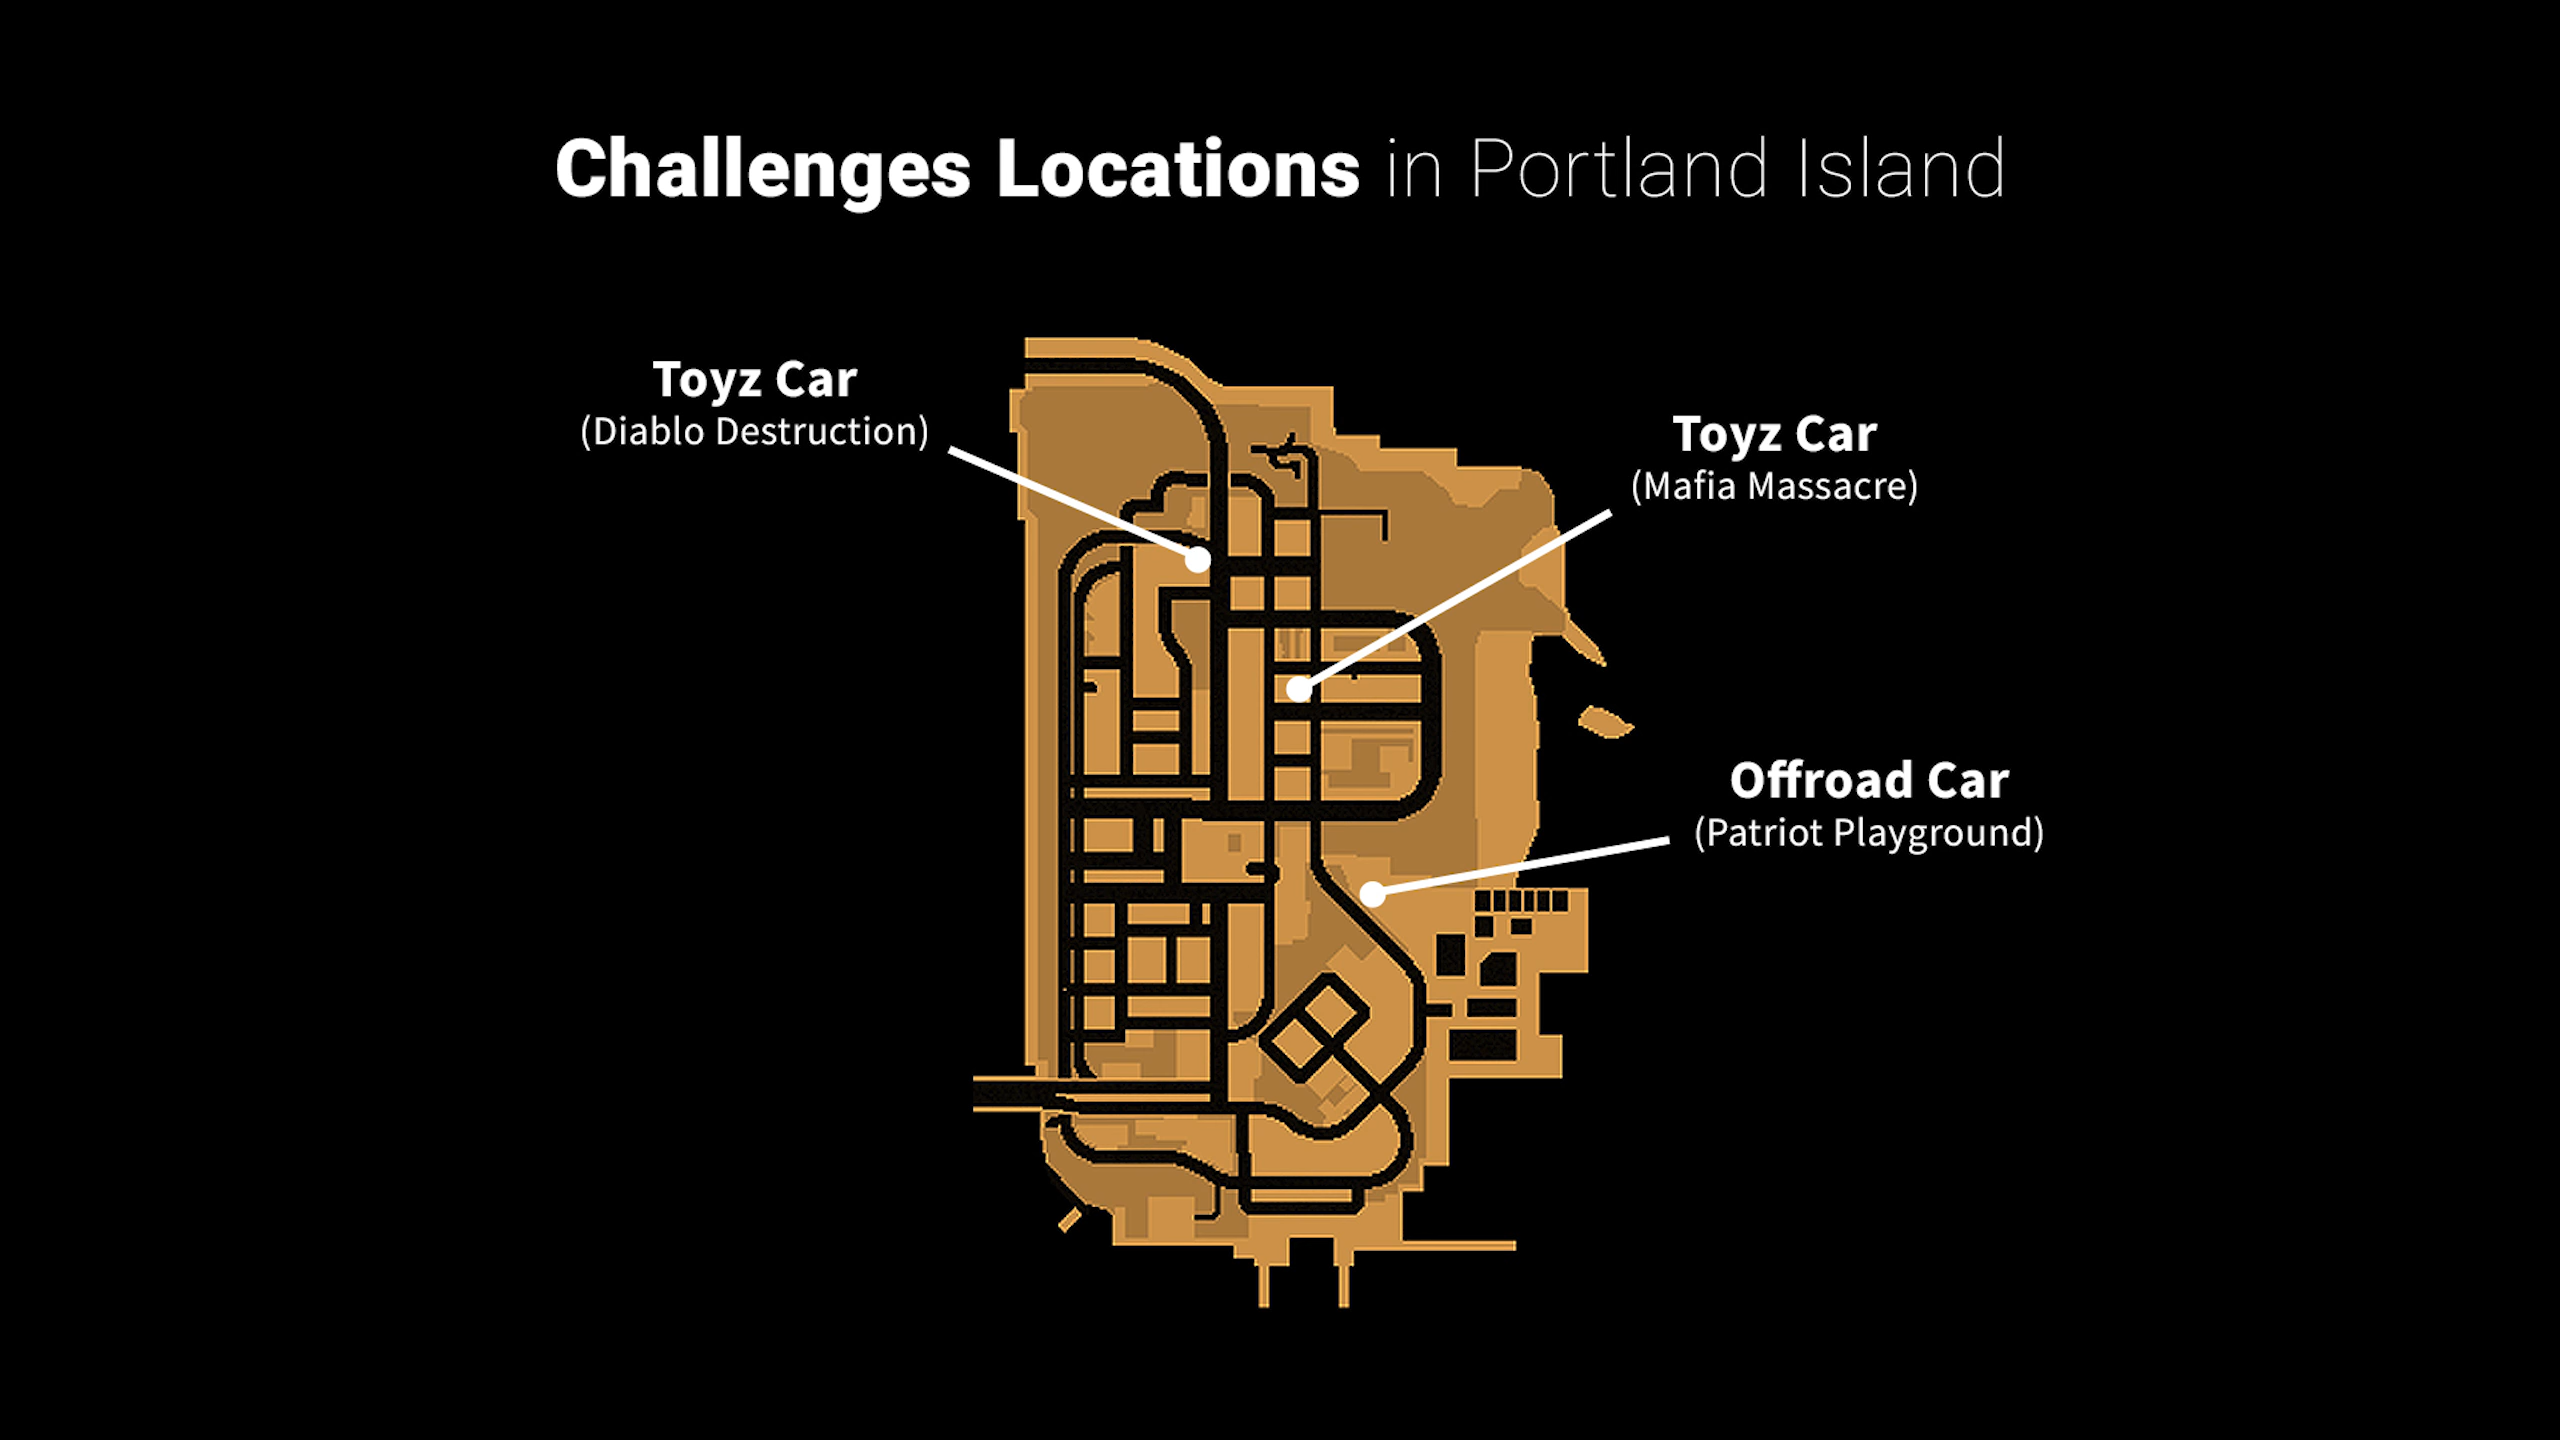 Challenges Locations in Portland Island
Toyz Car
(Diablo Destruction)
Toyz Car
(Mafia Massacre)
Offroad Car
(Patriot Playground)